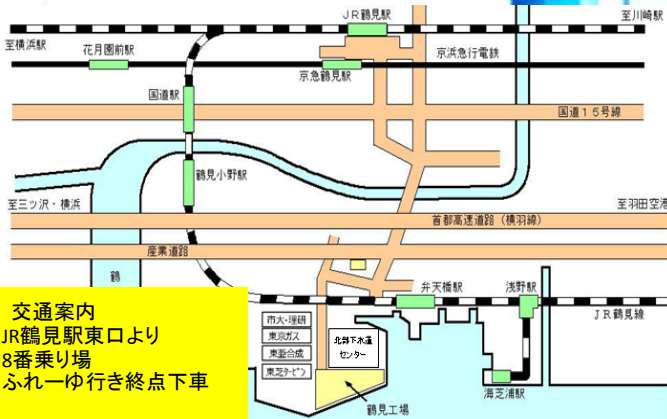 JR鶴見駅
至川崎駅
至横浜駅
花月園前駅
京浜急行電鉄
京急鶴見駅
国道駅
国道15号線
鶴見小野駅
至三ッ沢・横浜
至羽田空港
首都高速道路（横羽線）
産業道路
鶴
弁天橋駅
浅野駅
JR鶴見線
市大・理研
東京ガス
東亜合成
東芝タービン
北部下水道
センター
海芝浦駅
鶴見工場
交通案内
JR鶴見駅東口より
8番乗り場
ふれーゆ行き終点下車